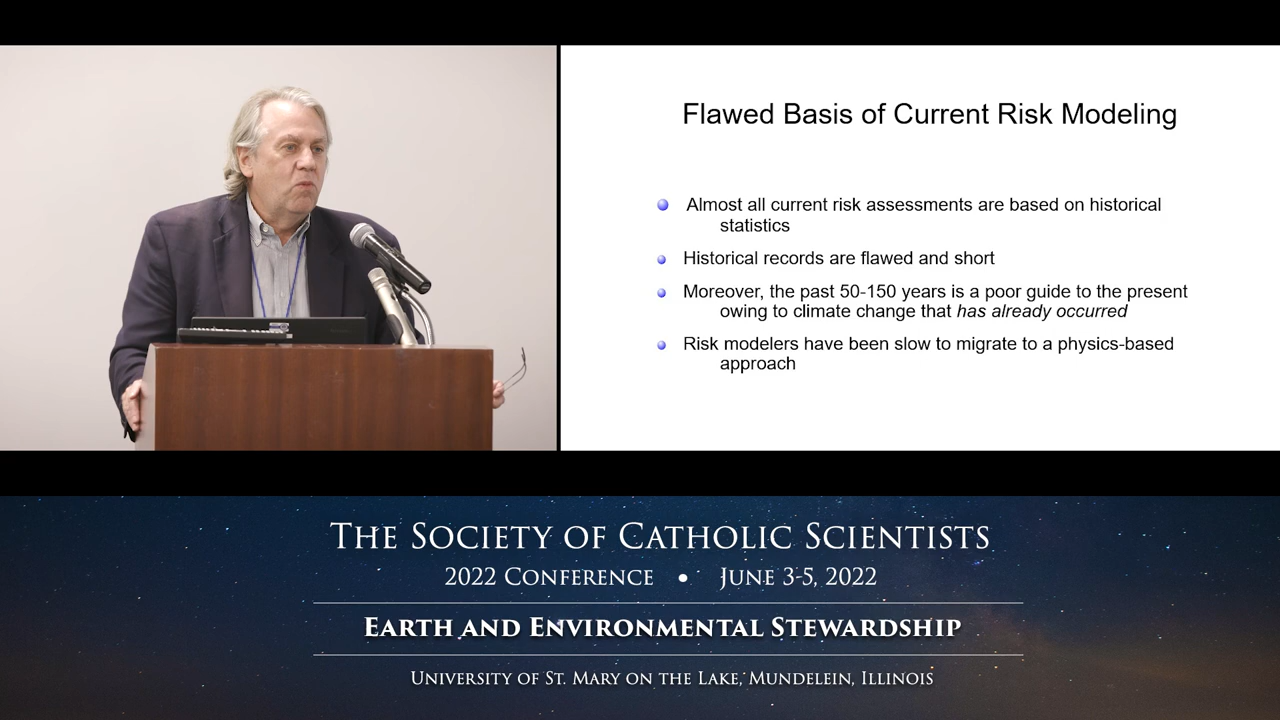 Flawed Basis of Current Risk Modeling
Almost all current risk assessments are based on historical
statistics
Historical records are flawed and short
Moreover, the past 50-150 years is a poor guide to the present
owing to climate change that has already occurred
Risk modelers have been slow to migrate to a physics-based
approach
The Society of Catholic Scientists
2022 Conference • June 3-5, 2022
Earth and Environmental Stewardship
University of St. Mary on the Lake, Mundelein, Illinois